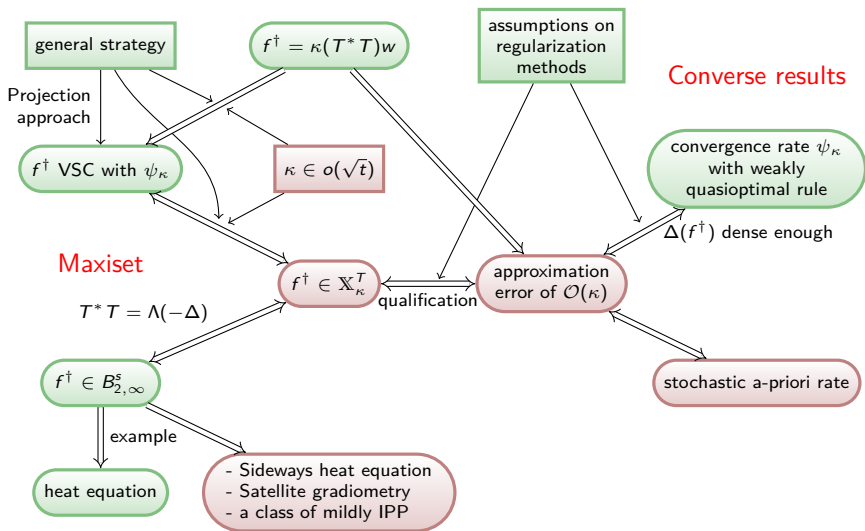 general strategy
f† = κ(T*T)w
assumptions on
regularization
methods
Converse results
Projection
approach
f† VSC with ψκ
κ ∈ o(√t)
convergence rate ψκ
with weakly
quasioptimal rule
Δ(f†) dense enough
Maxiset
f† ∈ 𝕏κᵀ
qualification
approximation
error of 𝒪(κ)
T*T = Λ(−Δ)
f† ∈ Bˢ₂,∞
stochastic a-priori rate
example
heat equation
- Sideways heat equation
- Satellite gradiometry
- a class of mildly IPP